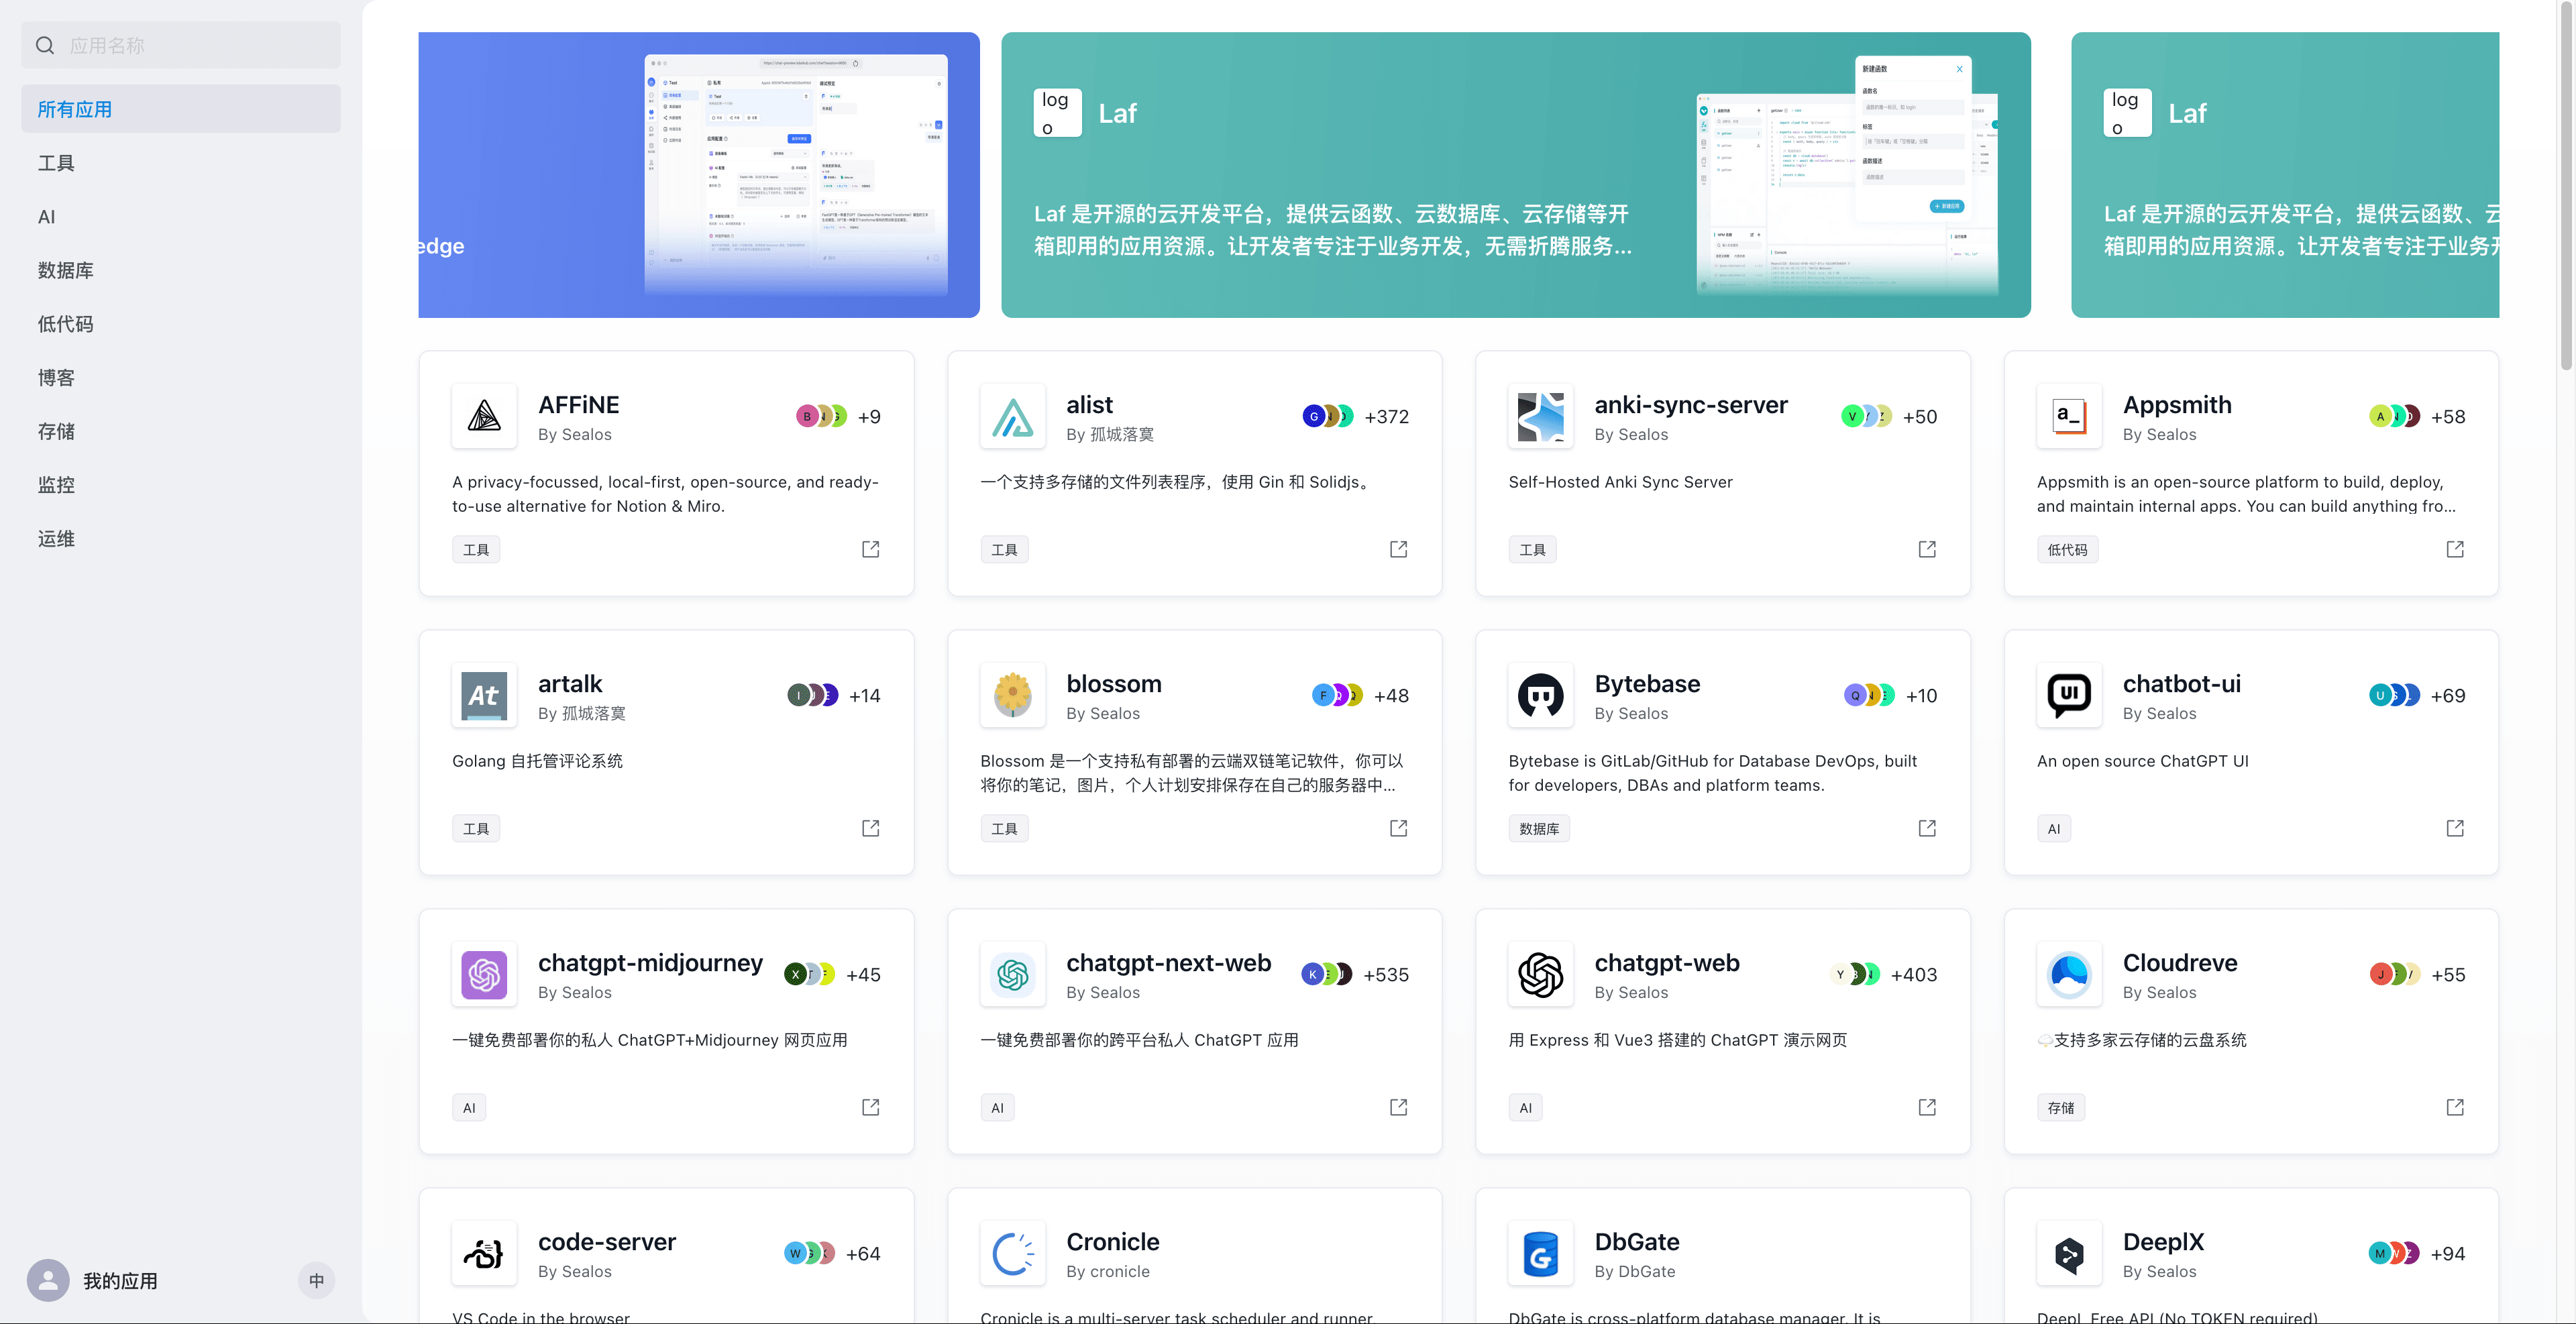 应用名称
所有应用
工具
AI
数据库
低代码
博客
存储
监控
运维
我的应用
中
edge
logo
Laf
Laf 是开源的云开发平台，提供云函数、云数据库、云存储等开
箱即用的应用资源。让开发者专注于业务开发，无需折腾服务...
新建函数
函数名
标签
函数描述
新建应用
logo
Laf
Laf 是开源的云开发平台，提供云函数、云
箱即用的应用资源。让开发者专注于业务开
AFFiNE
By Sealos
+9
A privacy-focussed, local-first, open-source, and ready-
to-use alternative for Notion & Miro.
工具
alist
By 孤城落寞
+372
一个支持多存储的文件列表程序，使用 Gin 和 Solidjs。
工具
anki-sync-server
By Sealos
+50
Self-Hosted Anki Sync Server
工具
Appsmith
By Sealos
+58
Appsmith is an open-source platform to build, deploy,
and maintain internal apps. You can build anything fro...
低代码
artalk
By 孤城落寞
+14
Golang 自托管评论系统
工具
blossom
By Sealos
+48
Blossom 是一个支持私有部署的云端双链笔记软件，你可以
将你的笔记，图片，个人计划安排保存在自己的服务器中...
工具
Bytebase
By Sealos
+10
Bytebase is GitLab/GitHub for Database DevOps, built
for developers, DBAs and platform teams.
数据库
chatbot-ui
By Sealos
+69
An open source ChatGPT UI
AI
chatgpt-midjourney
By Sealos
+45
一键免费部署你的私人 ChatGPT+Midjourney 网页应用
AI
chatgpt-next-web
By Sealos
+535
一键免费部署你的跨平台私人 ChatGPT 应用
AI
chatgpt-web
By Sealos
+403
用 Express 和 Vue3 搭建的 ChatGPT 演示网页
AI
Cloudreve
By Sealos
+55
支持多家云存储的云盘系统
存储
code-server
By Sealos
+64
VS Code in the browser
Cronicle
By cronicle
Cronicle is a multi-server task scheduler and runner.
DbGate
By DbGate
DbGate is cross-platform database manager. It is
DeeplX
By Sealos
+94
DeepL Free API (No TOKEN required)